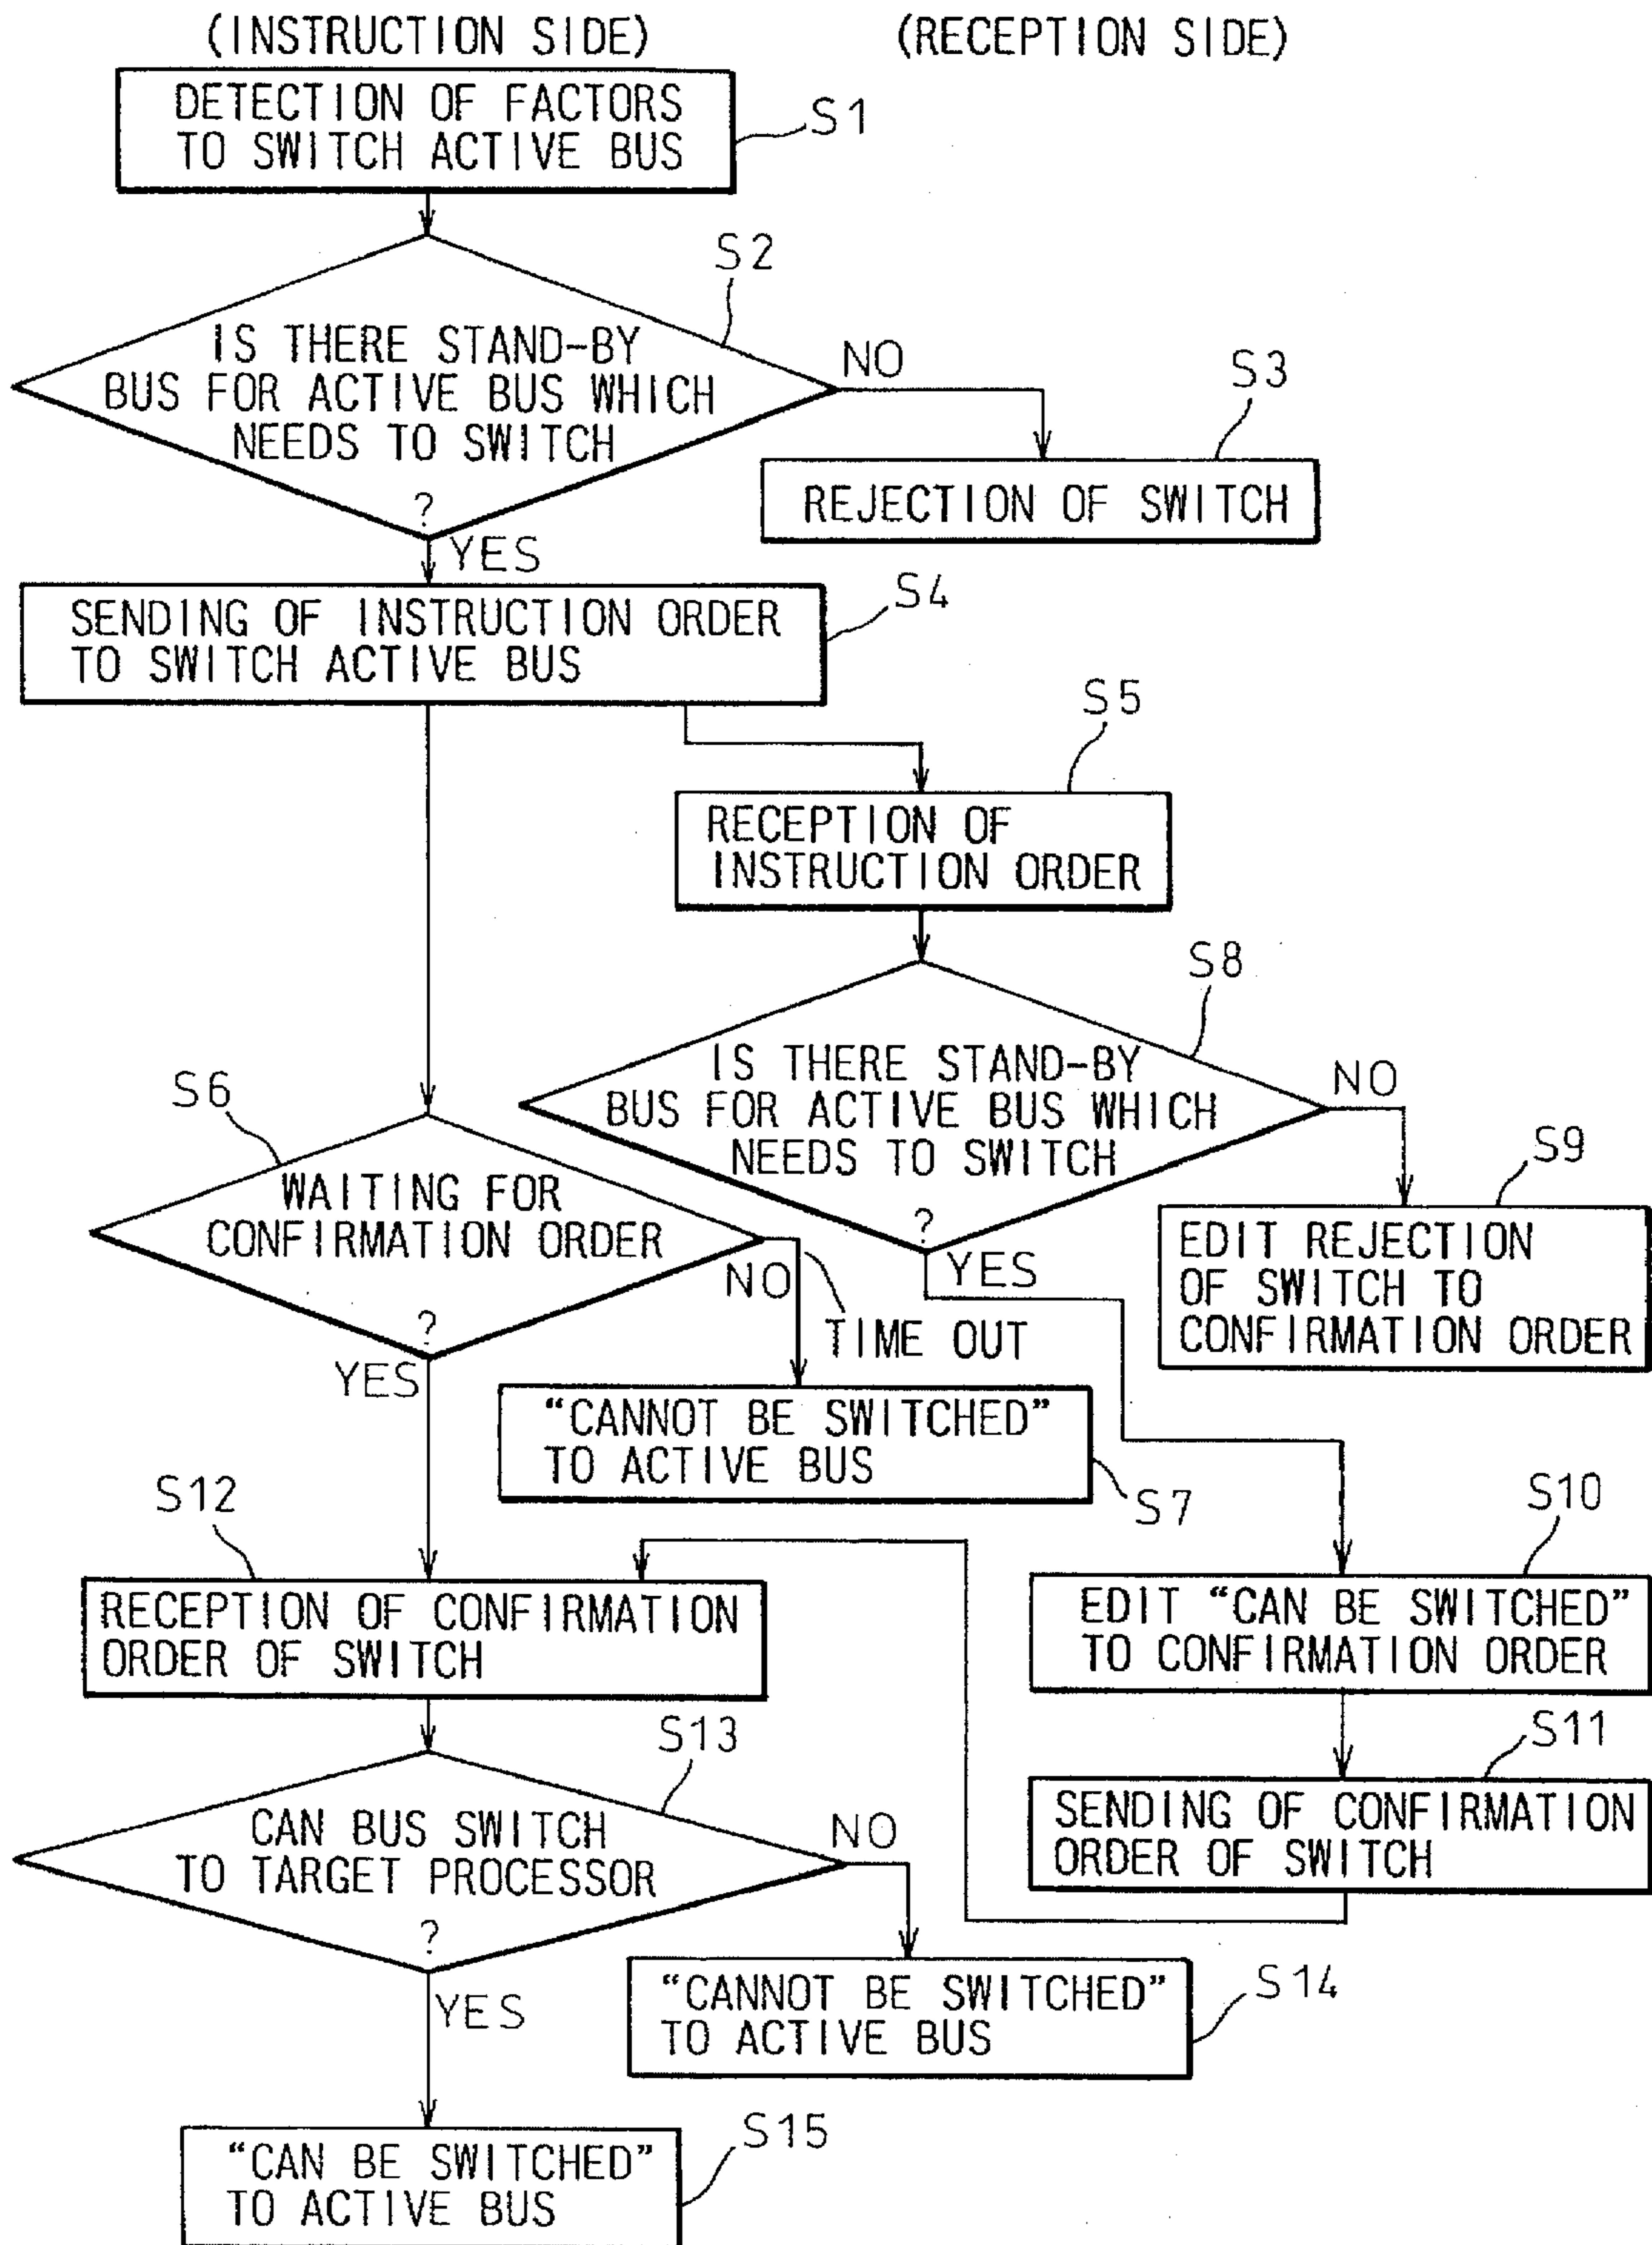 (INSTRUCTION SIDE)
(RECEPTION SIDE)
DETECTION OF FACTORS
TO SWITCH ACTIVE BUS
S1
S2
IS THERE STAND-BY
BUS FOR ACTIVE BUS WHICH
NEEDS TO SWITCH
?
NO
YES
S3
REJECTION OF SWITCH
S4
SENDING OF INSTRUCTION ORDER
TO SWITCH ACTIVE BUS
S5
RECEPTION OF
INSTRUCTION ORDER
S8
IS THERE STAND-BY
BUS FOR ACTIVE BUS WHICH
NEEDS TO SWITCH
?
NO
YES
S6
WAITING FOR
CONFIRMATION ORDER
?
NO
TIME OUT
YES
S9
EDIT REJECTION
OF SWITCH TO
CONFIRMATION ORDER
"CANNOT BE SWITCHED"
TO ACTIVE BUS
S7
S10
EDIT "CAN BE SWITCHED"
TO CONFIRMATION ORDER
S12
RECEPTION OF CONFIRMATION
ORDER OF SWITCH
S11
SENDING OF CONFIRMATION
ORDER OF SWITCH
S13
CAN BUS SWITCH
TO TARGET PROCESSOR
?
NO
YES
"CANNOT BE SWITCHED"
TO ACTIVE BUS
S14
"CAN BE SWITCHED"
TO ACTIVE BUS
S15